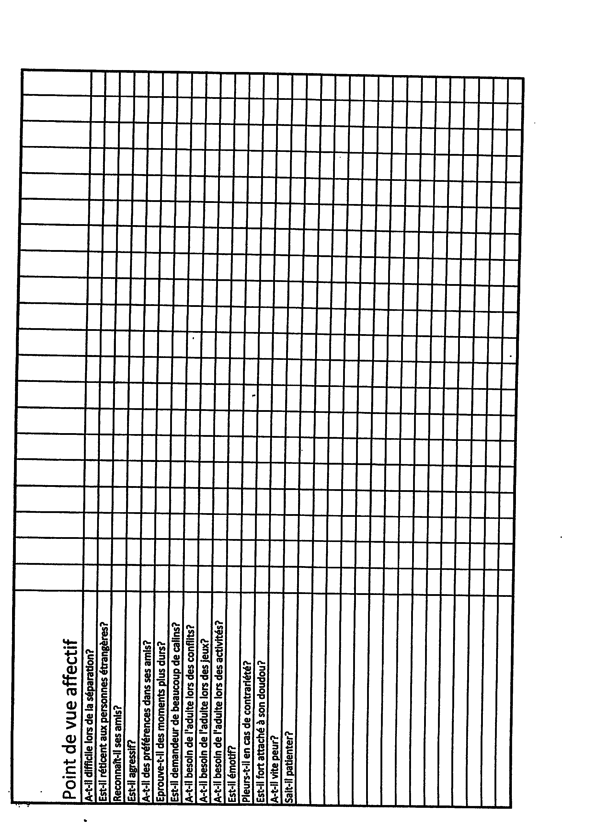 Point de vue affectif
A-t-il difficile lors de la séparation?
Est-il réticent aux personnes étrangères?
Reconnaît-il ses amis?
Est-il agressif?
A-t-il des préférences dans ses amis?
Eprouve-t-il des moments plus durs?
Est-il demandeur de beaucoup de calins?
A-t-il besoin de l'adulte lors des conflits?
A-t-il besoin de l'adulte lors des jeux?
A-t-il besoin de l'adulte lors des activités?
Est-il émotif?
Pleurs-t-il en cas de contrariété?
Est-il fort attaché à son doudou?
A-t-il vite peur?
Sait-il patienter?